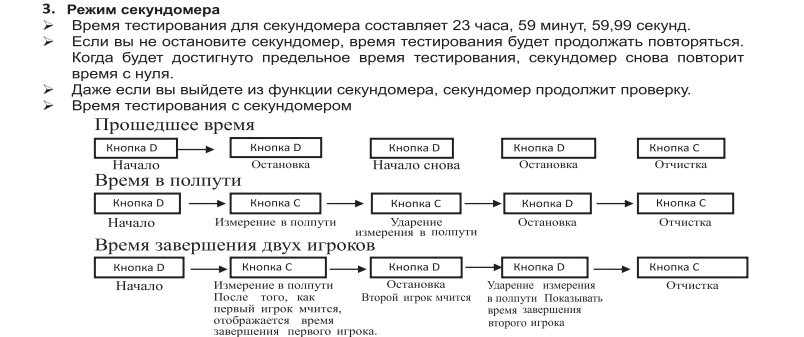 3. Режим секундомера
➢ Время тестирования для секундомера составляет 23 часа, 59 минут, 59,99 секунд.
➢ Если вы не остановите секундомер, время тестирования будет продолжать повторяться.
Когда будет достигнуто предельное время тестирования, секундомер снова повторит
время с нуля.
➢ Даже если вы выйдете из функции секундомера, секундомер продолжит проверку.
➢ Время тестирования с секундомером
Прошедшее время
Кнопка D Кнопка D Кнопка D Кнопка D Кнопка C
Начало Остановка Начало снова Остановка Отчистка
Время в полпути
Кнопка D Кнопка C Кнопка C Кнопка D Кнопка C
Начало Измерение в полпути Ударение Остановка Отчистка
измерения в полпути
Время завершения двух игроков
Кнопка D Кнопка C Кнопка D Кнопка D Кнопка C
Начало Измерение в полпути Остановка Ударение измерения Отчистка
После того, как Второй игрок мчится в полпути Показывать
первый игрок мчится, время завершения
отображается время второго игрока
завершения первого игрока.